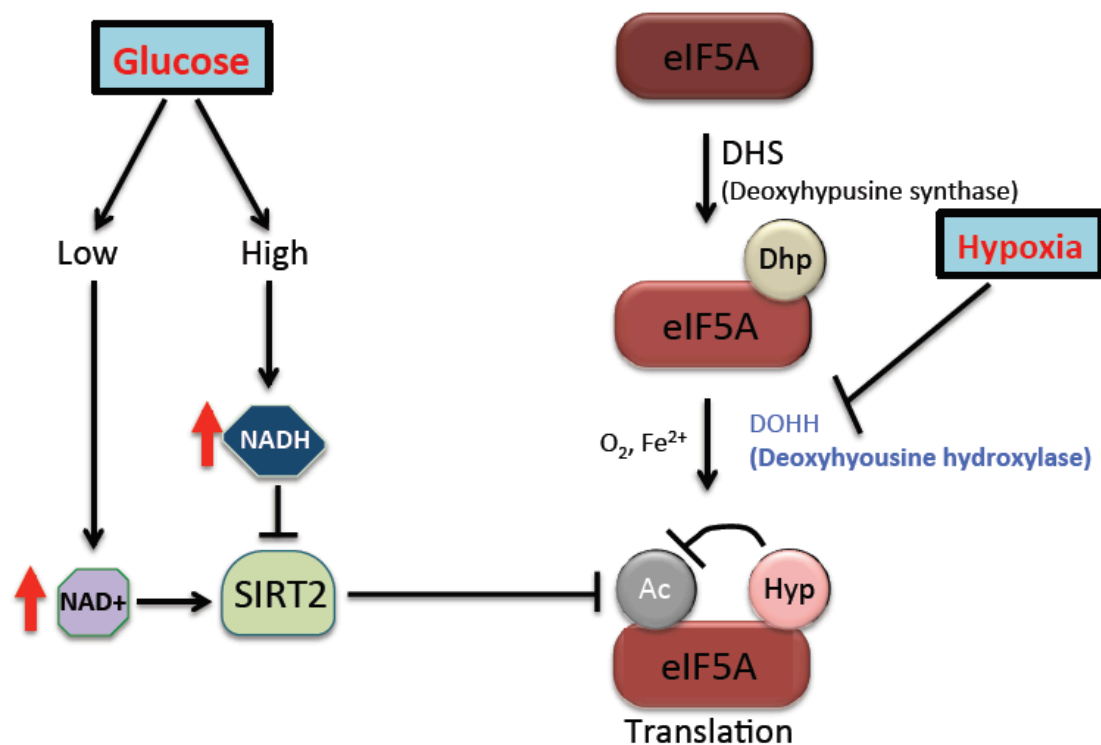 Glucose
Low
High
NADH
NAD+
SIRT2
eIF5A
DHS
(Deoxyhypusine synthase)
Hypoxia
Dhp
eIF5A
O₂, Fe²⁺
DOHH
(Deoxyhyousine hydroxylase)
Ac
Hyp
eIF5A
Translation